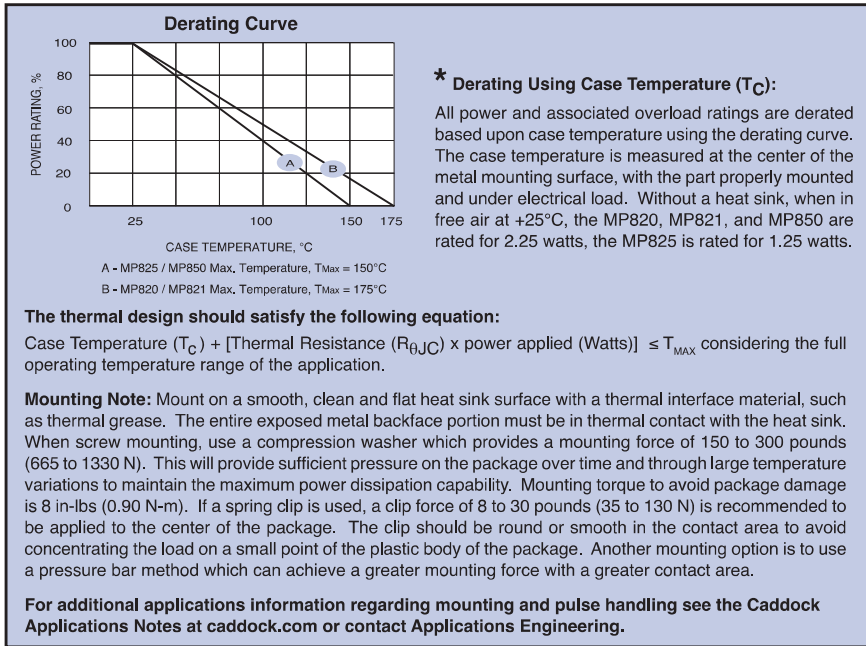 Derating Curve
100
80
60
40
20
0
POWER RATING, %
A
B
25 100 150 175
CASE TEMPERATURE, °C
A - MP825 / MP850 Max. Temperature, TMax = 150°C
B - MP820 / MP821 Max. Temperature, TMax = 175°C
* Derating Using Case Temperature (TC):
All power and associated overload ratings are derated
based upon case temperature using the derating curve.
The case temperature is measured at the center of the
metal mounting surface, with the part properly mounted
and under electrical load. Without a heat sink, when in
free air at +25°C, the MP820, MP821, and MP850 are
rated for 2.25 watts, the MP825 is rated for 1.25 watts.
The thermal design should satisfy the following equation:
Case Temperature (TC) + [Thermal Resistance (RθJC) x power applied (Watts)] ≤ TMAX considering the full
operating temperature range of the application.
Mounting Note: Mount on a smooth, clean and flat heat sink surface with a thermal interface material, such
as thermal grease. The entire exposed metal backface portion must be in thermal contact with the heat sink.
When screw mounting, use a compression washer which provides a mounting force of 150 to 300 pounds
(665 to 1330 N). This will provide sufficient pressure on the package over time and through large temperature
variations to maintain the maximum power dissipation capability. Mounting torque to avoid package damage
is 8 in-lbs (0.90 N-m). If a spring clip is used, a clip force of 8 to 30 pounds (35 to 130 N) is recommended to
be applied to the center of the package. The clip should be round or smooth in the contact area to avoid
concentrating the load on a small point of the plastic body of the package. Another mounting option is to use
a pressure bar method which can achieve a greater mounting force with a greater contact area.
For additional applications information regarding mounting and pulse handling see the Caddock
Applications Notes at caddock.com or contact Applications Engineering.